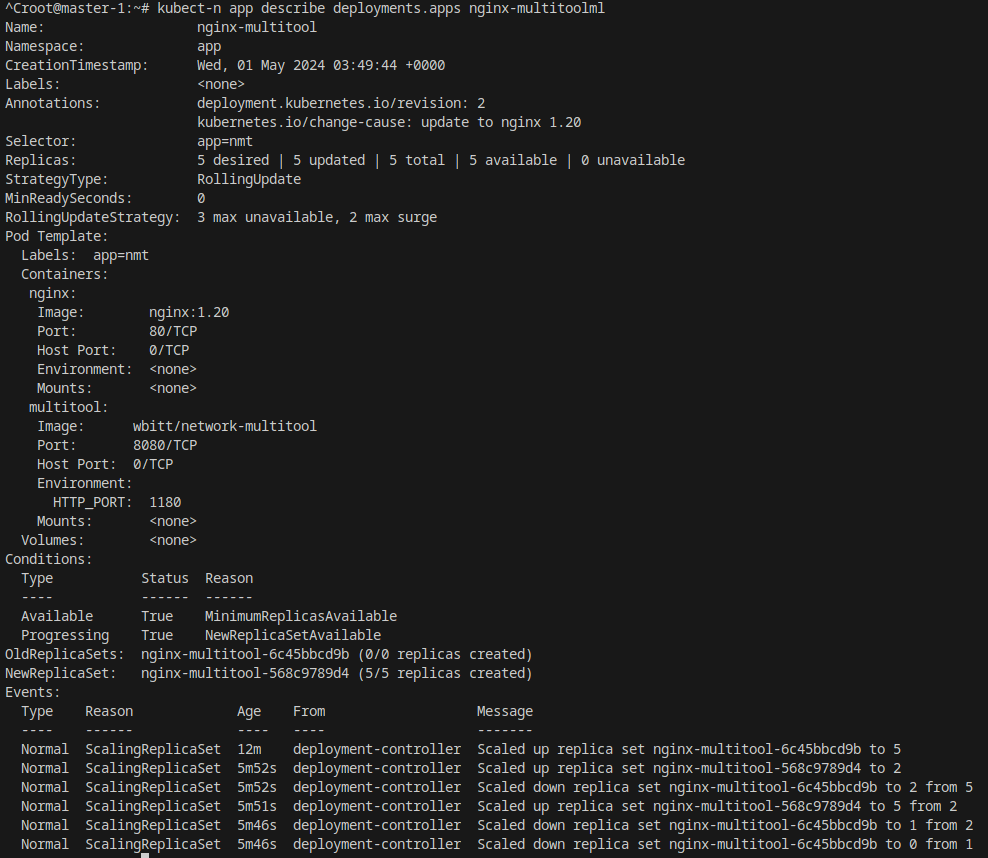 ^Croot@master-1:~# kubect-n app describe deployments.apps nginx-multitoolml
Name:                   nginx-multitool
Namespace:              app
CreationTimestamp:      Wed, 01 May 2024 03:49:44 +0000
Labels:                 <none>
Annotations:            deployment.kubernetes.io/revision: 2
                        kubernetes.io/change-cause: update to nginx 1.20
Selector:               app=nmt
Replicas:               5 desired | 5 updated | 5 total | 5 available | 0 unavailable
StrategyType:           RollingUpdate
MinReadySeconds:        0
RollingUpdateStrategy:  3 max unavailable, 2 max surge
Pod Template:
  Labels:  app=nmt
  Containers:
   nginx:
    Image:        nginx:1.20
    Port:         80/TCP
    Host Port:    0/TCP
    Environment:  <none>
    Mounts:       <none>
   multitool:
    Image:      wbitt/network-multitool
    Port:       8080/TCP
    Host Port:  0/TCP
    Environment:
      HTTP_PORT:  1180
    Mounts:       <none>
  Volumes:        <none>
Conditions:
  Type           Status  Reason
  ----           ------  ------
  Available      True    MinimumReplicasAvailable
  Progressing    True    NewReplicaSetAvailable
OldReplicaSets:  nginx-multitool-6c45bbcd9b (0/0 replicas created)
NewReplicaSet:   nginx-multitool-568c9789d4 (5/5 replicas created)
Events:
  Type    Reason             Age    From                   Message
  ----    ------             ----   ----                   -------
  Normal  ScalingReplicaSet  12m    deployment-controller  Scaled up replica set nginx-multitool-6c45bbcd9b to 5
  Normal  ScalingReplicaSet  5m52s  deployment-controller  Scaled up replica set nginx-multitool-568c9789d4 to 2
  Normal  ScalingReplicaSet  5m52s  deployment-controller  Scaled down replica set nginx-multitool-6c45bbcd9b to 2 from 5
  Normal  ScalingReplicaSet  5m51s  deployment-controller  Scaled up replica set nginx-multitool-568c9789d4 to 5 from 2
  Normal  ScalingReplicaSet  5m46s  deployment-controller  Scaled down replica set nginx-multitool-6c45bbcd9b to 1 from 2
  Normal  ScalingReplicaSet  5m46s  deployment-controller  Scaled down replica set nginx-multitool-6c45bbcd9b to 0 from 1